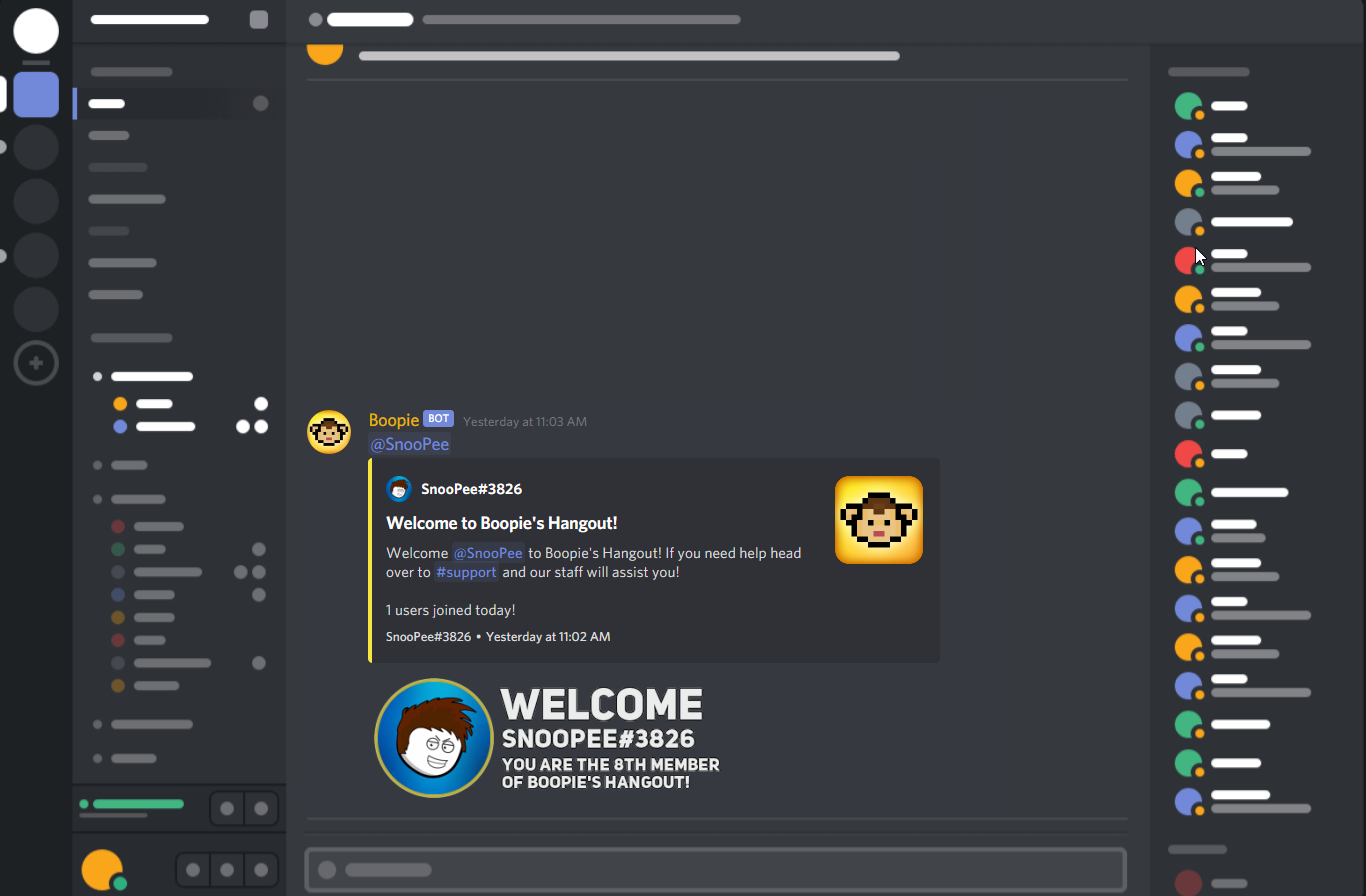 Boopie BOT Yesterday at 11:03 AM
@SnooPee
SnooPee#3826
Welcome to Boopie's Hangout!
Welcome @SnooPee to Boopie's Hangout! If you need help head
over to #support and our staff will assist you!
1 users joined today!
SnooPee#3826 • Yesterday at 11:02 AM
WELCOME
SNOOPEE#3826
YOU ARE THE 8TH MEMBER
OF BOOPIE'S HANGOUT!